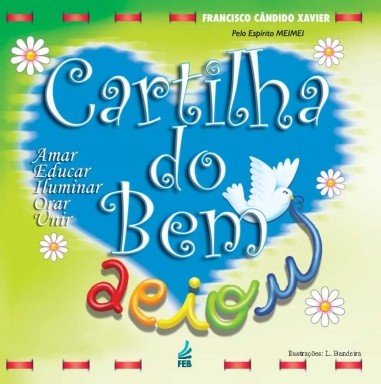 FRANCISCO CÂNDIDO XAVIER
Pelo Espírito MEIMEI
Cartilha
do
Bem
Amar
Educar
Iluminar
Orar
Unir
aeiou
Ilustrações: L. Bandeira
FEB